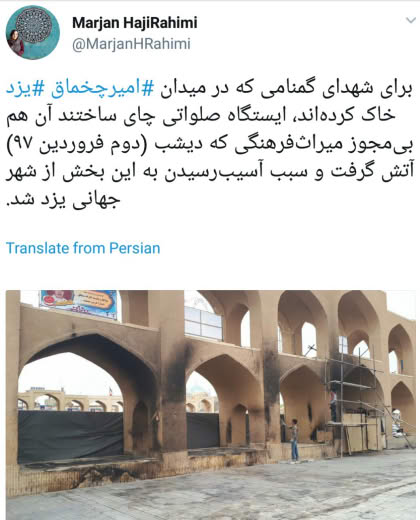 Marjan HajiRahimi
@MarjanHRahimi
برای شهدای گمنامی که در میدان #امیرچخماق #یزد
خاک کرده‌اند، ایستگاه صلواتی چای ساختند آن هم
بی‌مجوز میراث‌فرهنگی که دیشب (دوم فروردین ۹۷)
آتش گرفت و سبب آسیب‌رسیدن به این بخش از شهر
جهانی یزد شد.
Translate from Persian